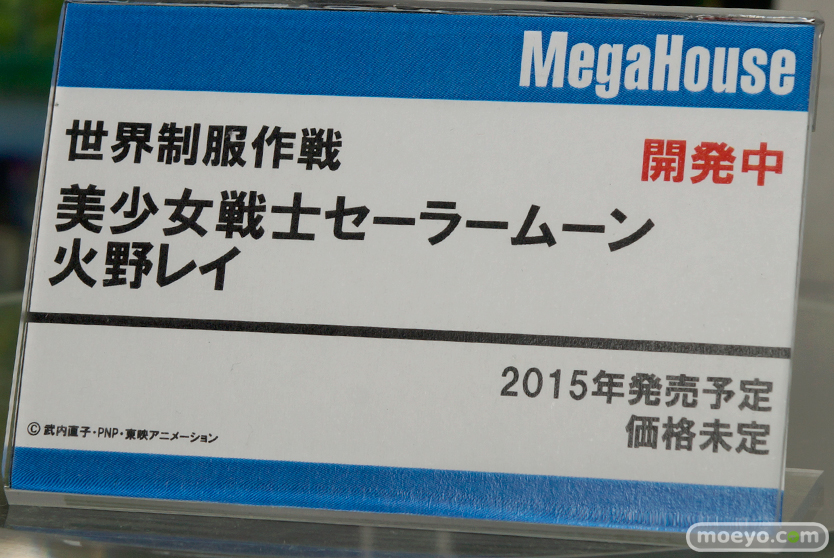 MegaHouse
世界制服作戦
開発中
美少女戦士セーラームーン
火野レイ
2015年発売予定
価格未定
© 武内直子・PNP・東映アニメーション
moeyo.com